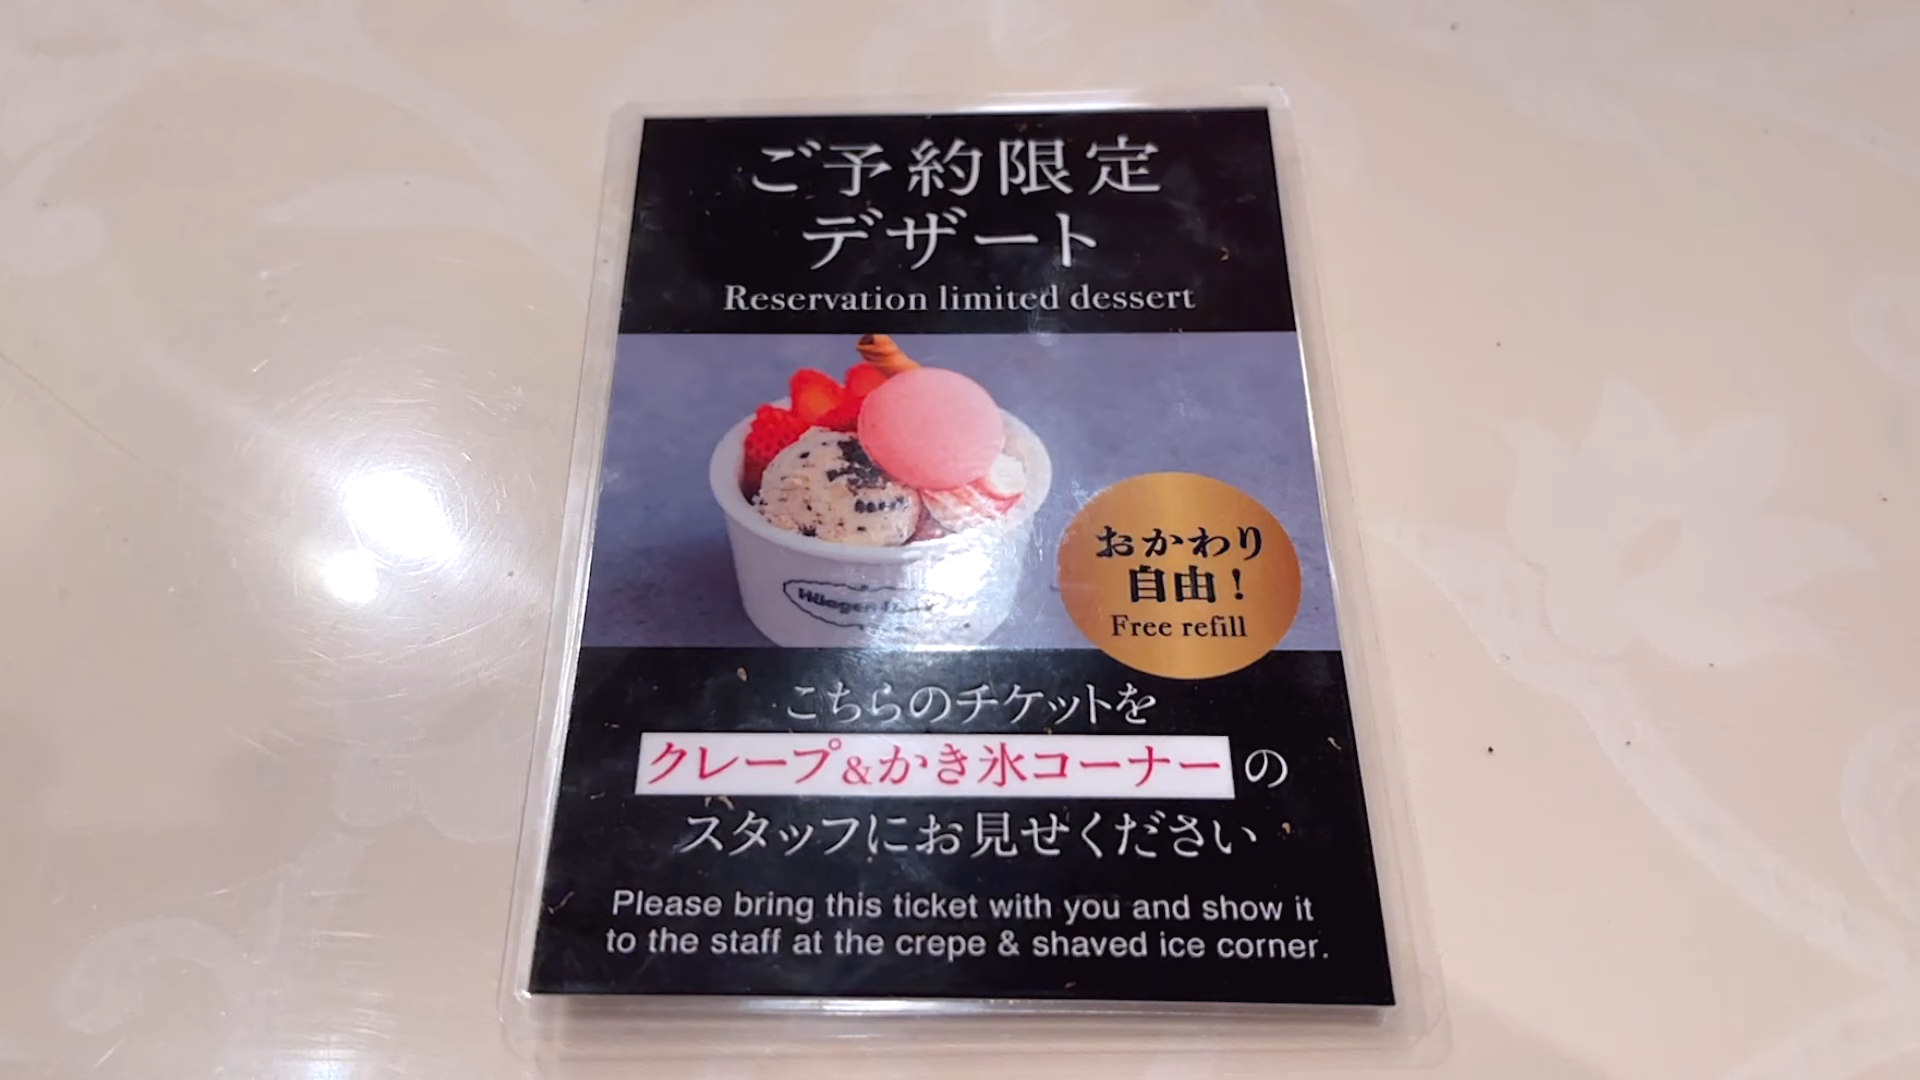 ご予約限定
デザート
Reservation limited dessert
おかわり
自由！
Free refill
こちらのチケットを
クレープ&かき氷コーナーの
スタッフにお見せください
Please bring this ticket with you and show it
to the staff at the crepe & shaved ice corner.